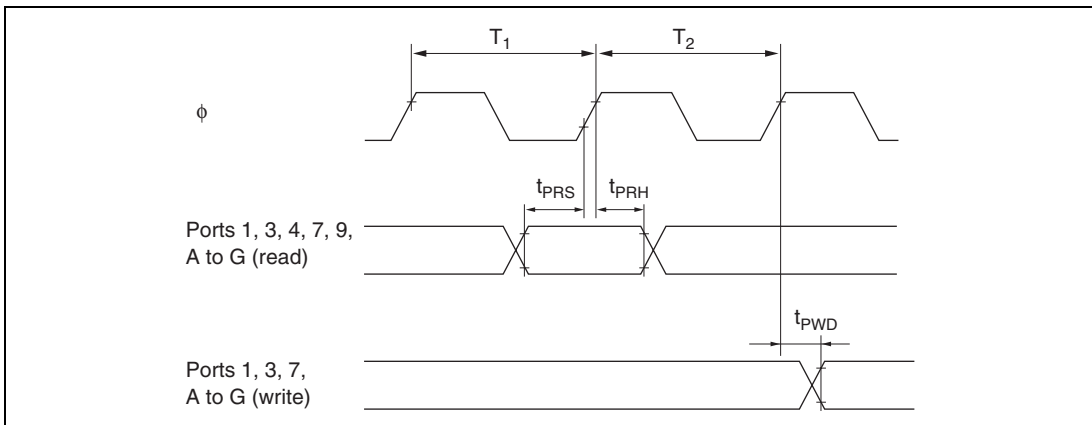 T1 T2
ϕ
tPRS tPRH
Ports 1, 3, 4, 7, 9,
A to G (read)
tPWD
Ports 1, 3, 7,
A to G (write)